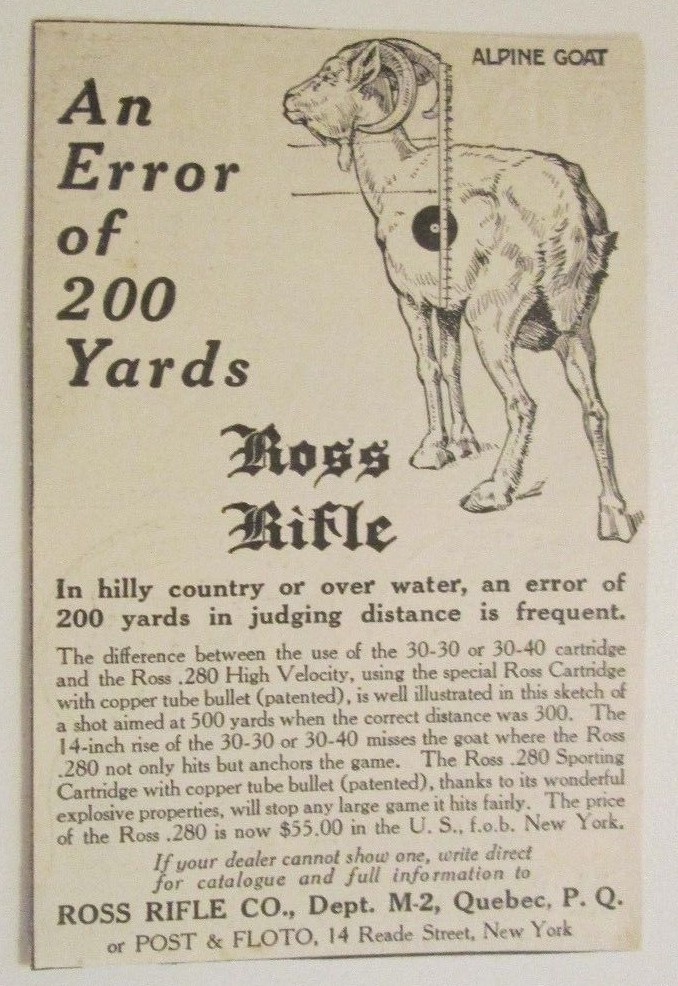 ALPINE GOAT
An
Error
of
200
Yards
Ross
Rifle
In hilly country or over water, an error of
200 yards in judging distance is frequent.
The difference between the use of the 30-30 or 30-40 cartridge
and the Ross .280 High Velocity, using the special Ross Cartridge
with copper tube bullet (patented), is well illustrated in this sketch of
a shot aimed at 500 yards when the correct distance was 300. The
14-inch rise of the 30-30 or 30-40 misses the goat where the Ross
.280 not only hits but anchors the game. The Ross .280 Sporting
Cartridge with copper tube bullet (patented), thanks to its wonderful
explosive properties, will stop any large game it hits fairly. The price
of the Ross .280 is now $55.00 in the U. S., f.o.b. New York.
If your dealer cannot show one, write direct
for catalogue and full information to
ROSS RIFLE CO., Dept. M-2, Quebec, P. Q.
or POST & FLOTO, 14 Reade Street, New York